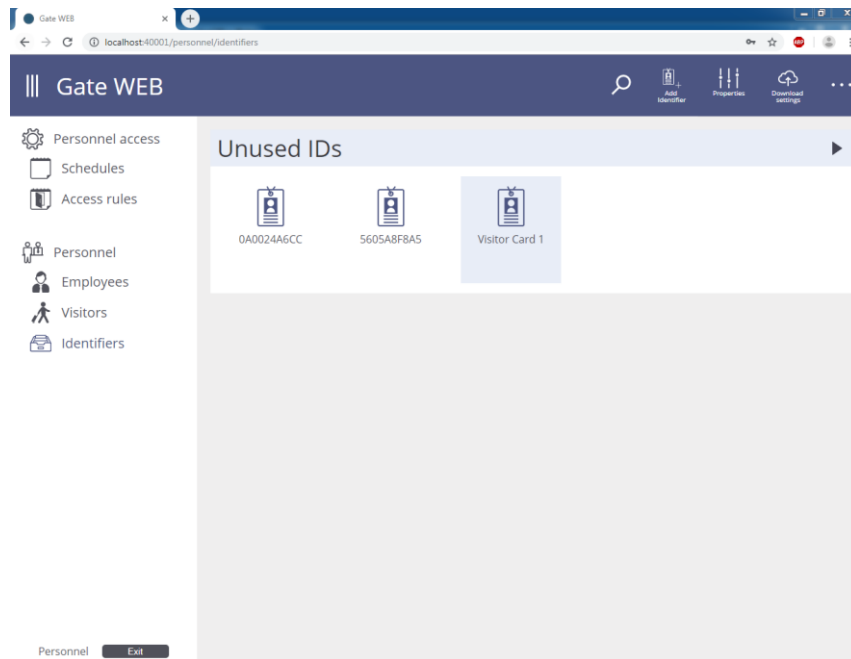 Gate WEB
localhost:40001/personnel/identifiers
Gate WEB
Add
Identifier
Properties
Download
settings
Personnel access
Schedules
Access rules
Personnel
Employees
Visitors
Identifiers
Unused IDs
0A0024A6CC
5605A8F8A5
Visitor Card 1
Personnel
Exit